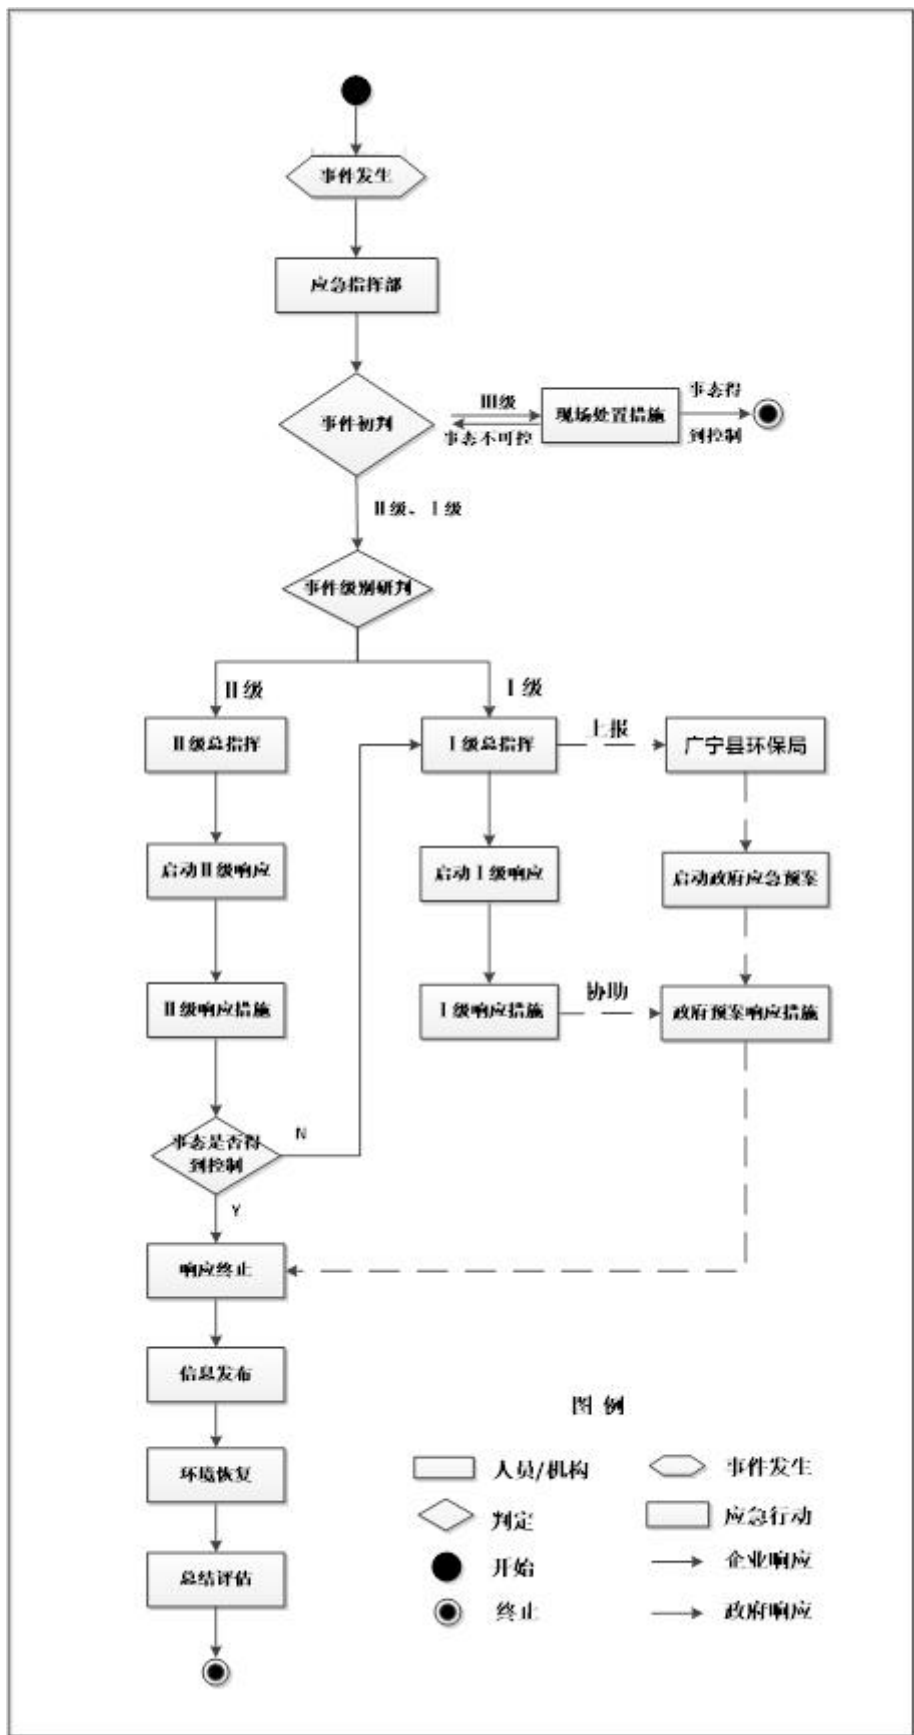 事件发生
应急指挥部
事件初判
III级
事态不可控
现场处置措施
事态得
到控制
II级、I级
事件级别研判
II级
I级
II级总指挥
I级总指挥
上报
广宁县环保局
启动II级响应
启动I级响应
启动政府应急预案
II级响应措施
I级响应措施
协助
政府预案响应措施
事态是否得
到控制
N
Y
响应终止
信息发布
环境恢复
总结评估
图 例
人员/机构
事件发生
判定
应急行动
开始
企业响应
终止
政府响应